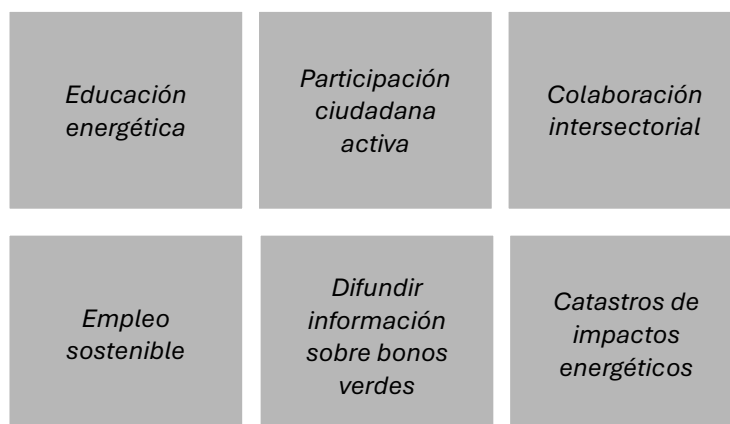 Educación
energética
Participación
ciudadana
activa
Colaboración
intersectorial
Empleo
sostenible
Difundir
información
sobre bonos
verdes
Catastros de
impactos
energéticos